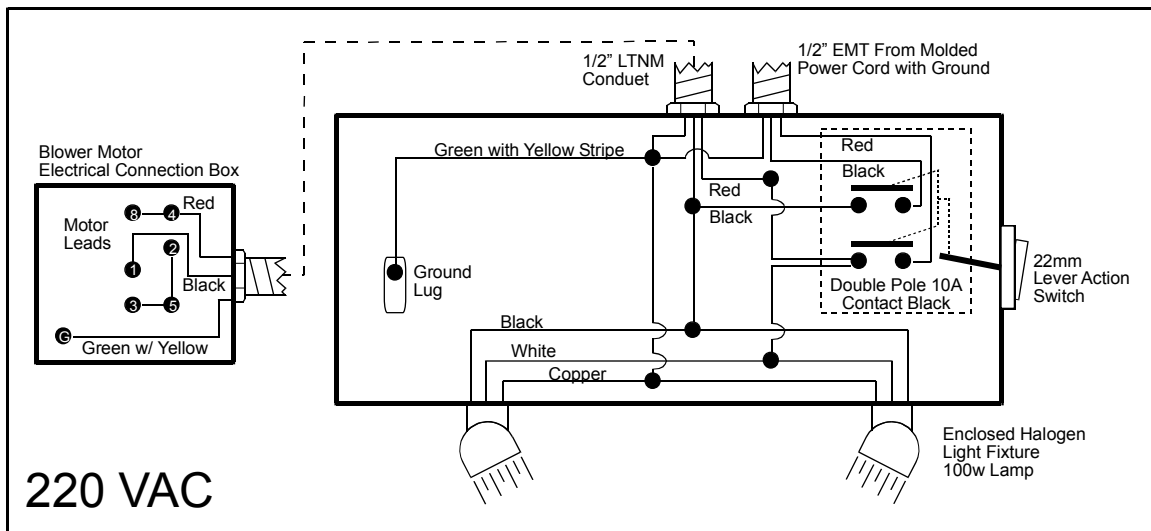 1/2” LTNM
Conduet
1/2” EMT From Molded
Power Cord with Ground
Blower Motor
Electrical Connection Box
Green with Yellow Stripe
Red
Black
Red
Black
8
4
Red
Motor
Leads
2
1
Black
3
5
G
Green w/ Yellow
Ground
Lug
Double Pole 10A
Contact Black
22mm
Lever Action
Switch
Black
White
Copper
Enclosed Halogen
Light Fixture
100w Lamp
220 VAC